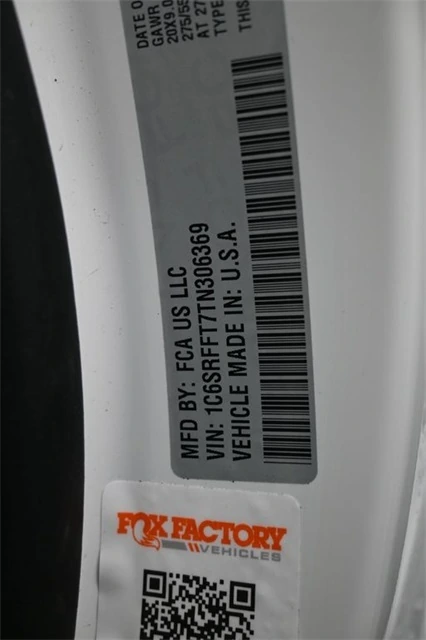 MFD BY: FCA US LLC
VIN: 1C6SRFFT7TN306369
VEHICLE MADE IN: U.S.A.
DATE O
GAWR
20X9.0
275/55
AT 27
TYPE
THIS
FOX FACTORY
VEHICLES